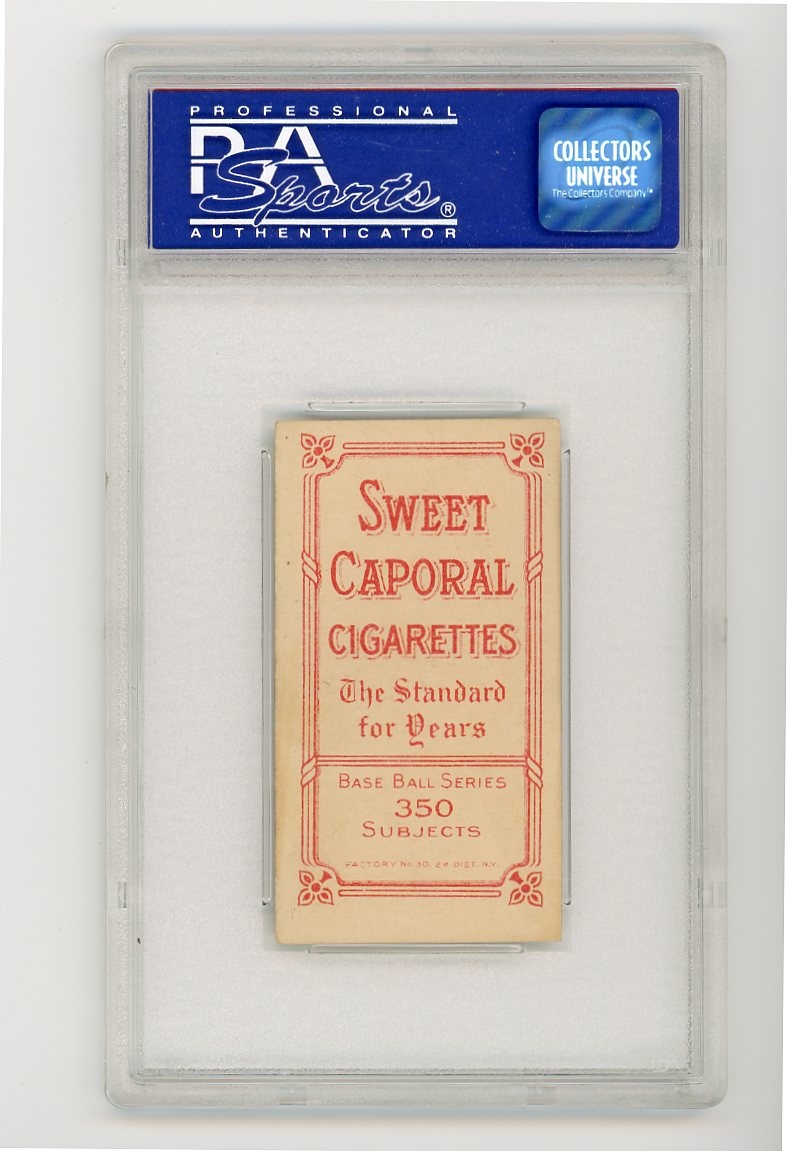 PROFESSIONAL
PSA
Sports®
AUTHENTICATOR
COLLECTORS
UNIVERSE
The Collectors Company™
SWEET
CAPORAL
CIGARETTES
The Standard
for Years
BASE BALL SERIES
350
SUBJECTS
FACTORY No. 30, 2d DIST. N.Y.